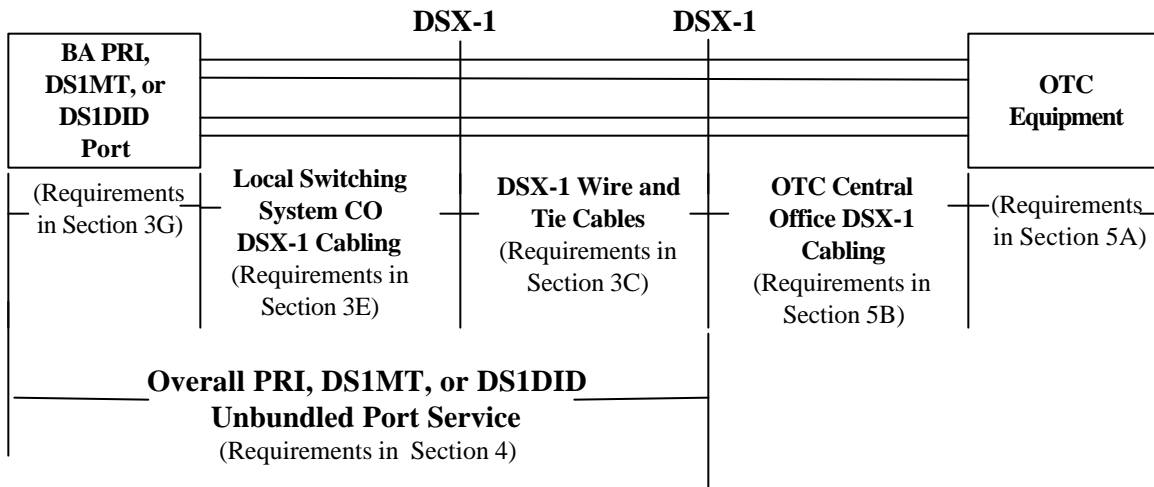 DSX-1
DSX-1
BA PRI,
DS1MT, or
DS1DID
Port
OTC
Equipment
(Requirements
in Section 3G)
Local Switching
System CO
DSX-1 Cabling
(Requirements in
Section 3E)
DSX-1 Wire and
Tie Cables
(Requirements in
Section 3C)
OTC Central
Office DSX-1
Cabling
(Requirements in
Section 5B)
(Requirements
in Section 5A)
Overall PRI, DS1MT, or DS1DID
Unbundled Port Service
(Requirements in Section 4)